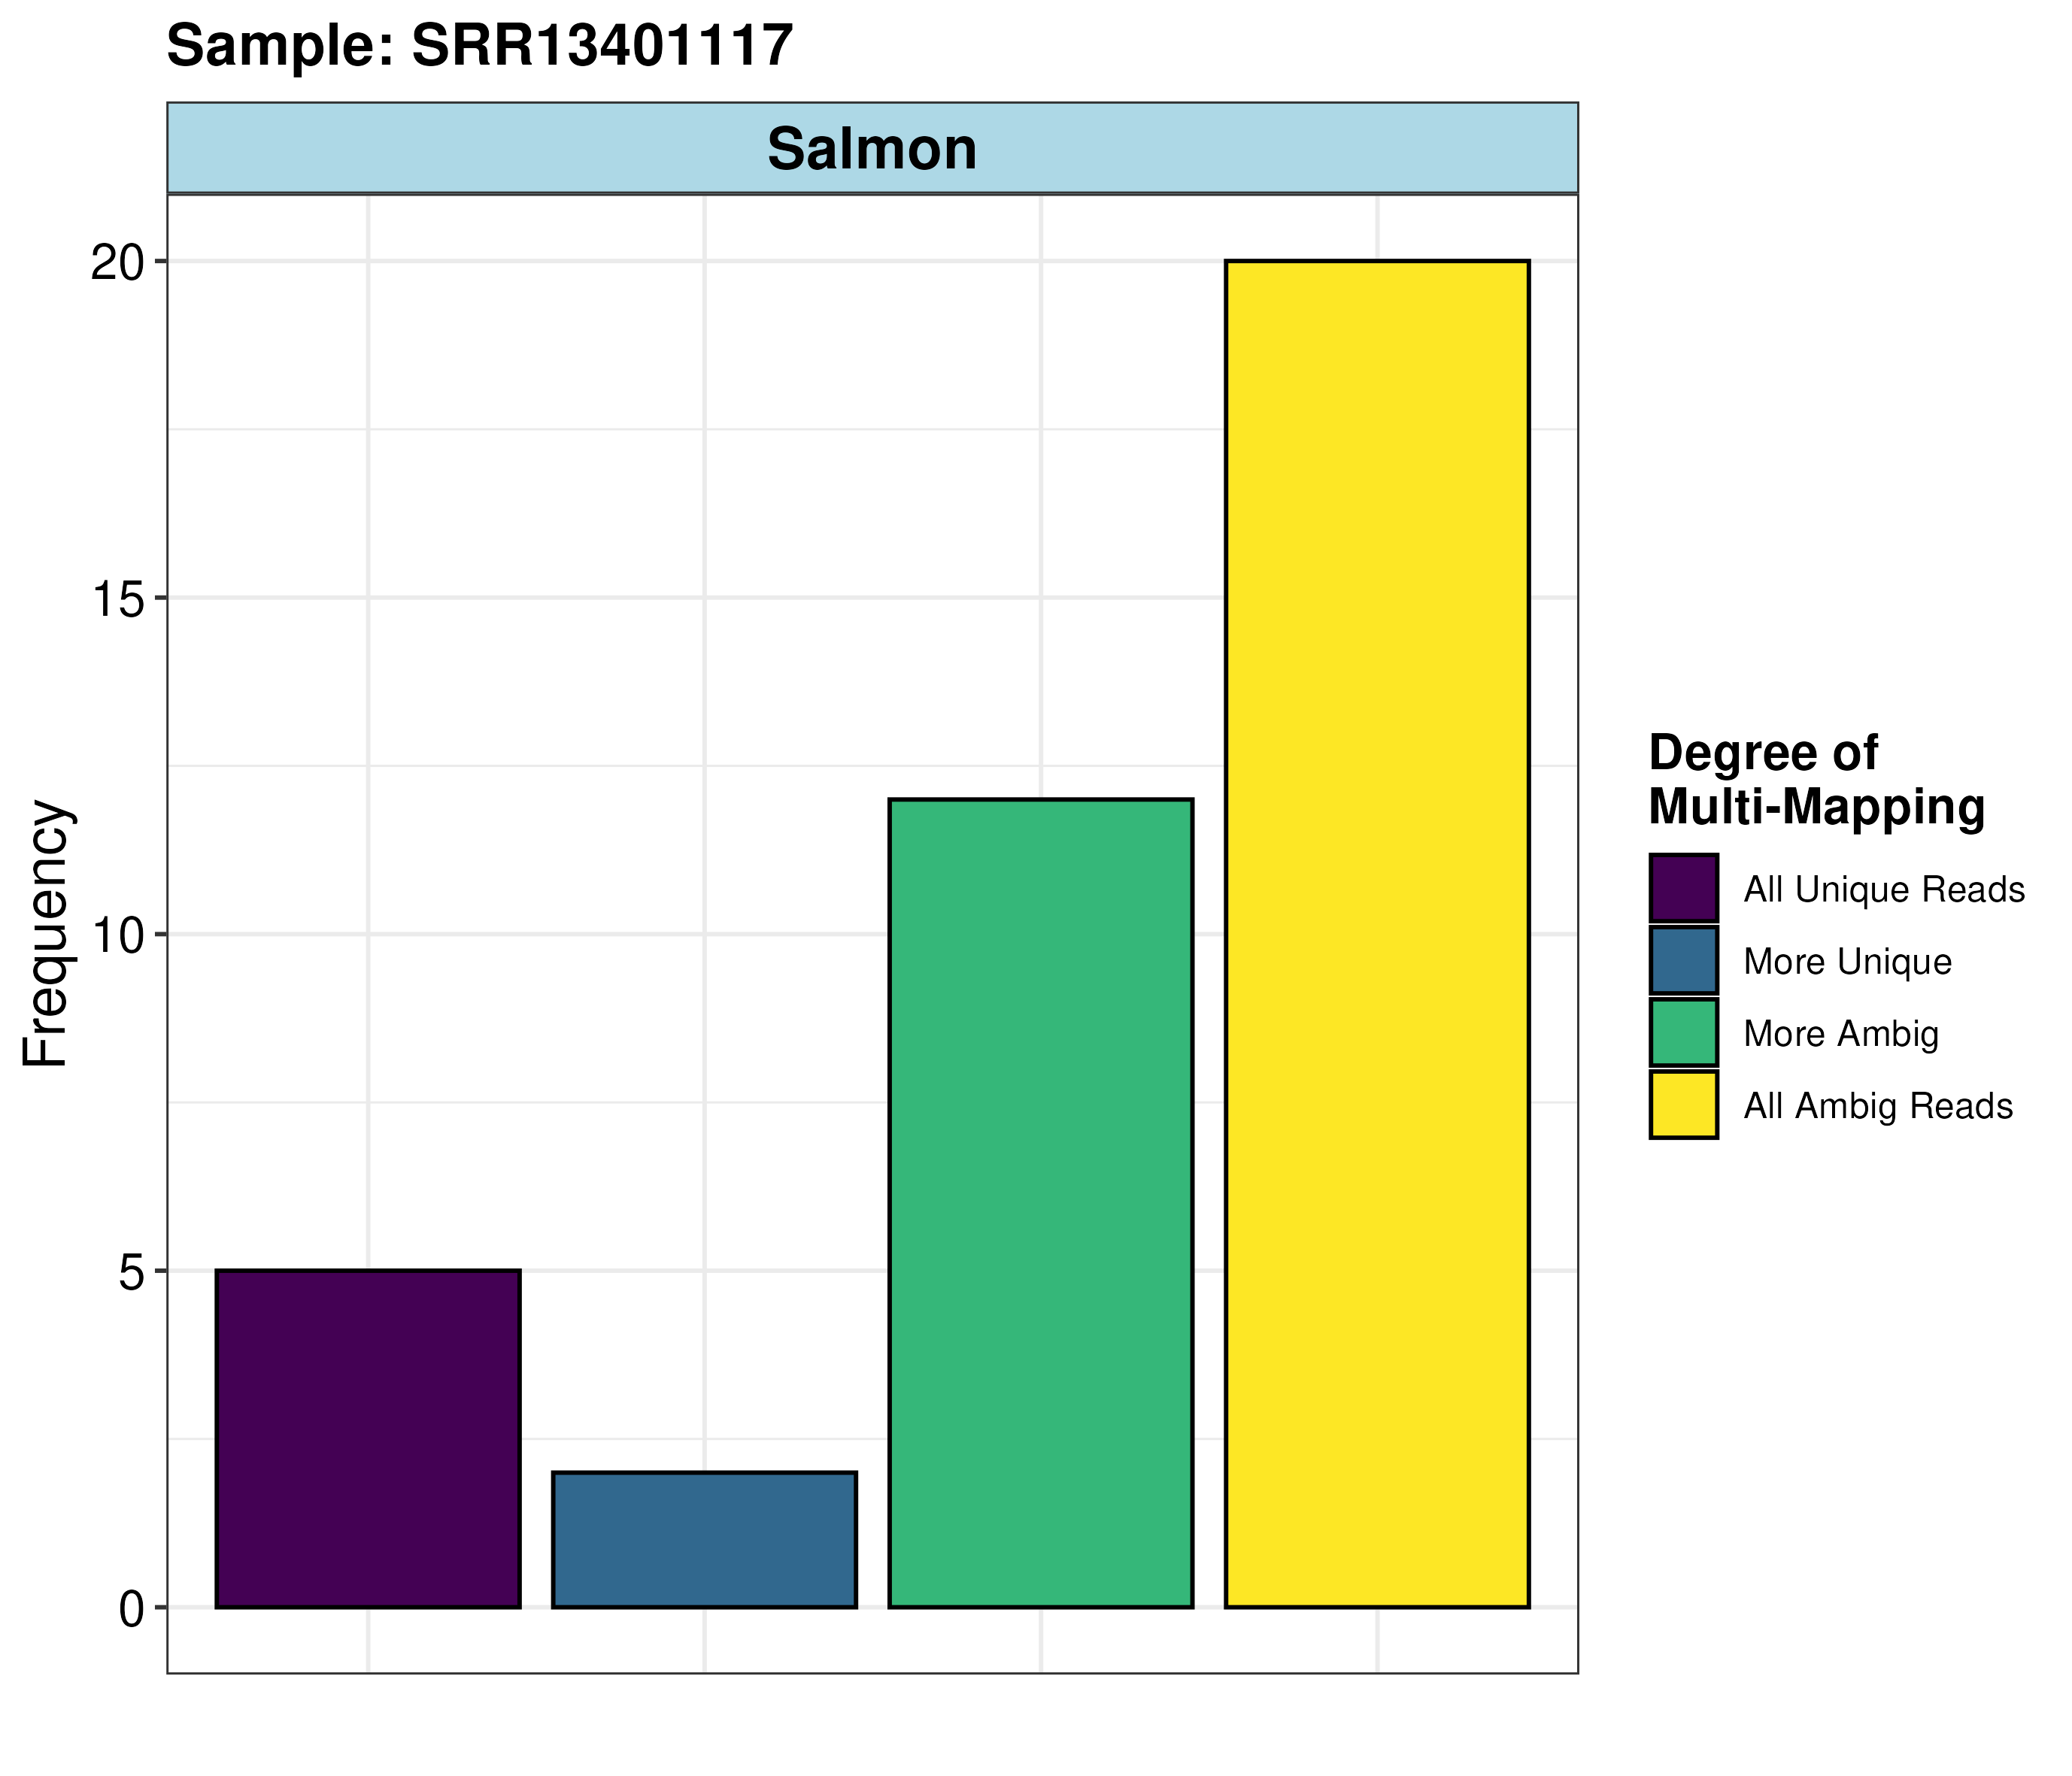 Sample: SRR13401117
Salmon
20
15
10
5
0
Frequency
Degree of
Multi-Mapping
All Unique Reads
More Unique
More Ambig
All Ambig Reads